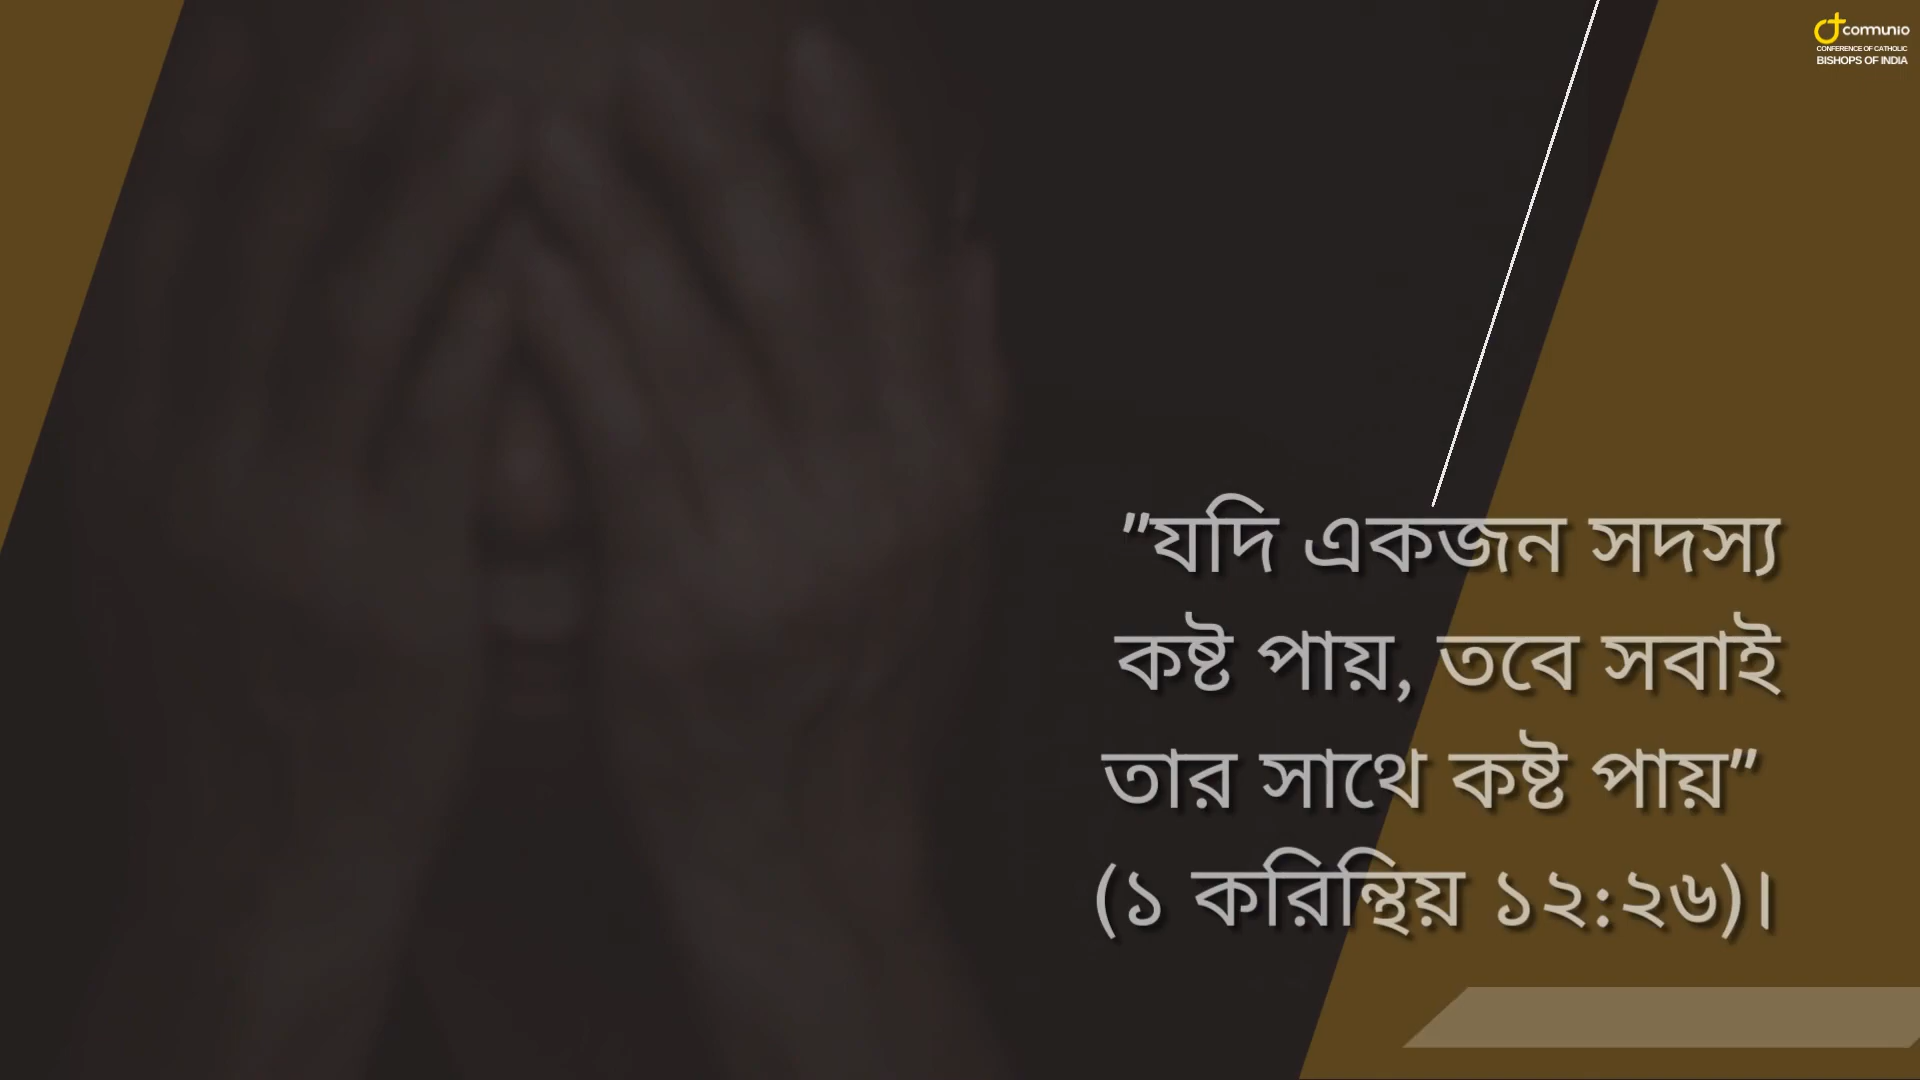 communio
CONFERENCE OF CATHOLIC
BISHOPS OF INDIA
"যদি একজন সদস্য
কষ্ট পায়, তবে সবাই
তার সাথে কষ্ট পায়"
(১ করিন্থিয় ১২:২৬)।